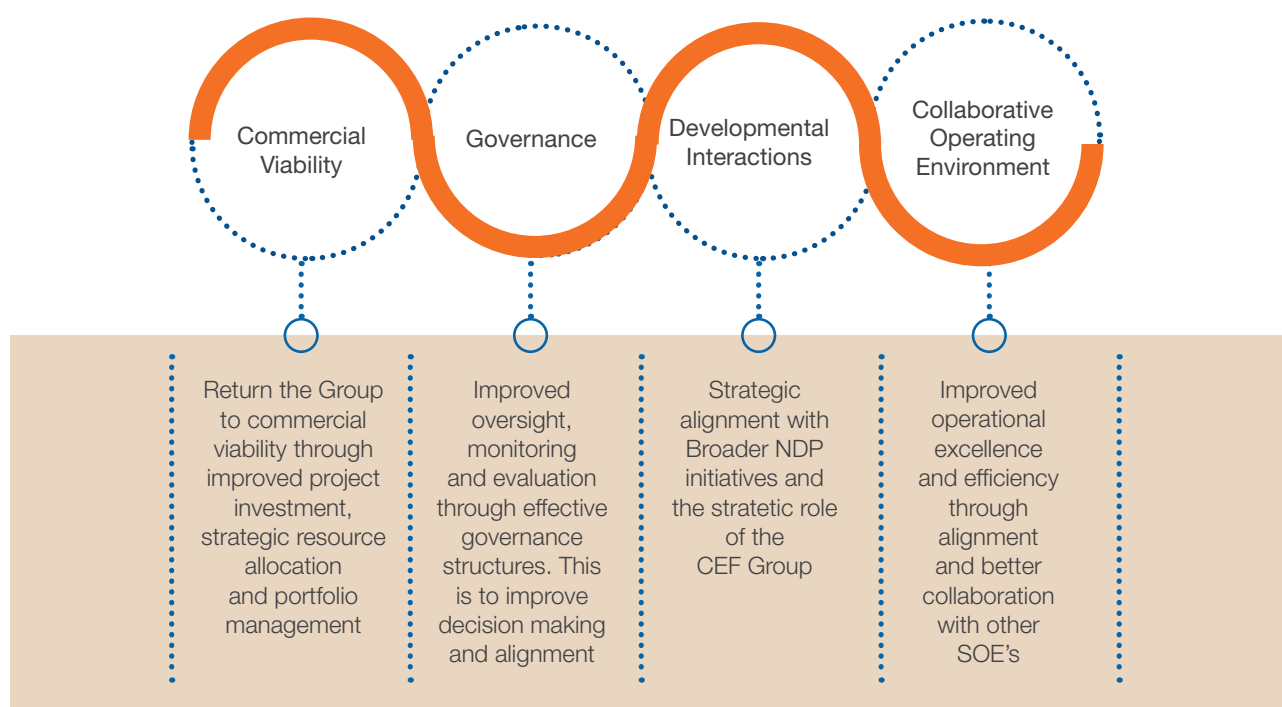 Commercial
Viability
Governance
Developmental
Interactions
Collaborative
Operating
Environment
Return the Group
to commercial
viability through
improved project
investment,
strategic resource
allocation
and portfolio
management
Improved
oversight,
monitoring
and evaluation
through effective
governance
structures. This
is to improve
decision making
and alignment
Strategic
alignment with
Broader NDP
initiatives and
the stratetic role
of the
CEF Group
Improved
operational
excellence
and efficiency
through
alignment
and better
collaboration
with other
SOE's